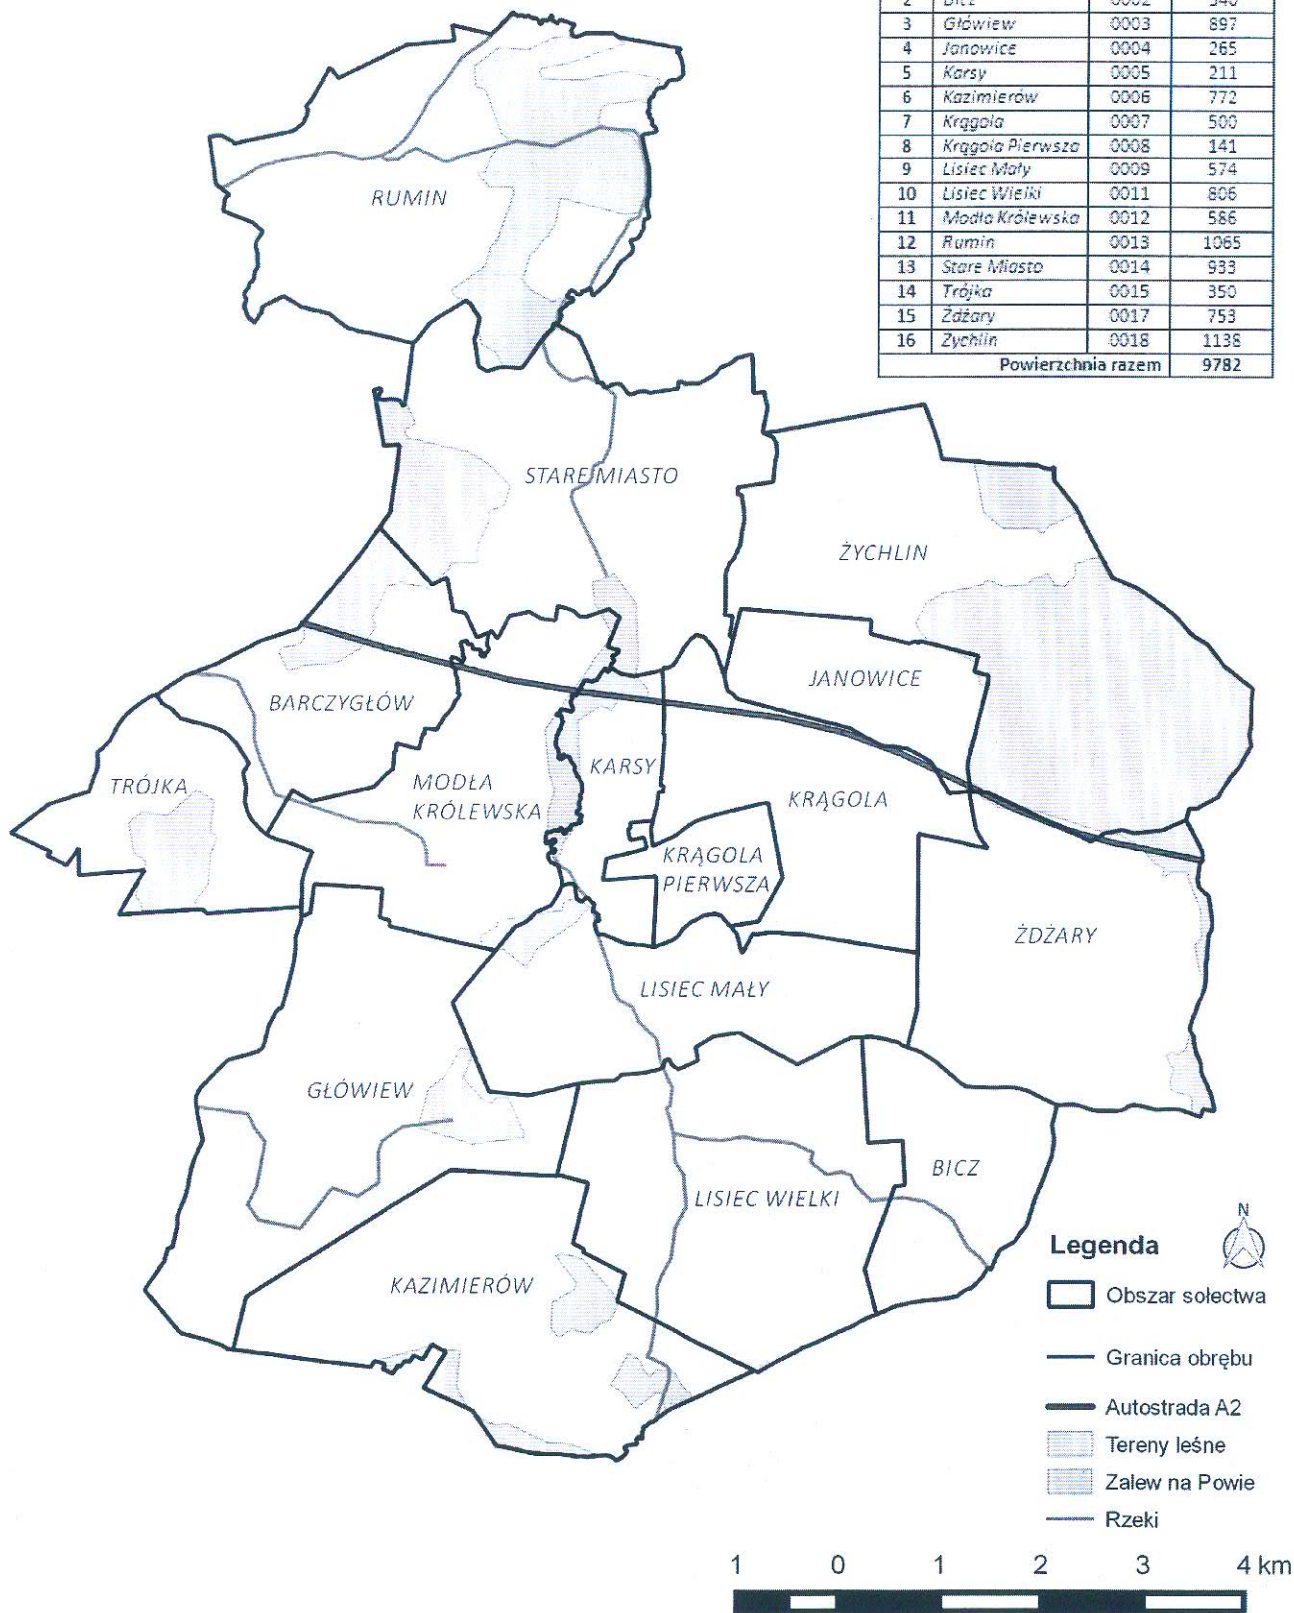 2 Bicz 0002 340
3 Główiew 0003 897
4 Janowice 0004 265
5 Karsy 0005 211
6 Kazimierów 0006 772
7 Krągola 0007 500
8 Krągola Pierwsza 0008 141
9 Lisiec Mały 0009 574
10 Lisiec Wielki 0011 806
11 Modła Królewska 0012 586
12 Rumin 0013 1065
13 Stare Miasto 0014 933
14 Trójka 0015 350
15 Żdżary 0017 753
16 Żychlin 0018 1138
Powierzchnia razem 9782
RUMIN
STARE MIASTO
ŻYCHLIN
JANOWICE
BARCZYGŁÓW
KARSY
TRÓJKA
MODŁA
KRÓLEWSKA
KRĄGOLA
KRĄGOLA
PIERWSZA
ŻDŻARY
LISIEC MAŁY
GŁÓWIEW
BICZ
LISIEC WIELKI
KAZIMIERÓW
N
Legenda
Obszar sołectwa
Granica obrębu
Autostrada A2
Tereny leśne
Zalew na Powie
Rzeki
1 0 1 2 3 4 km